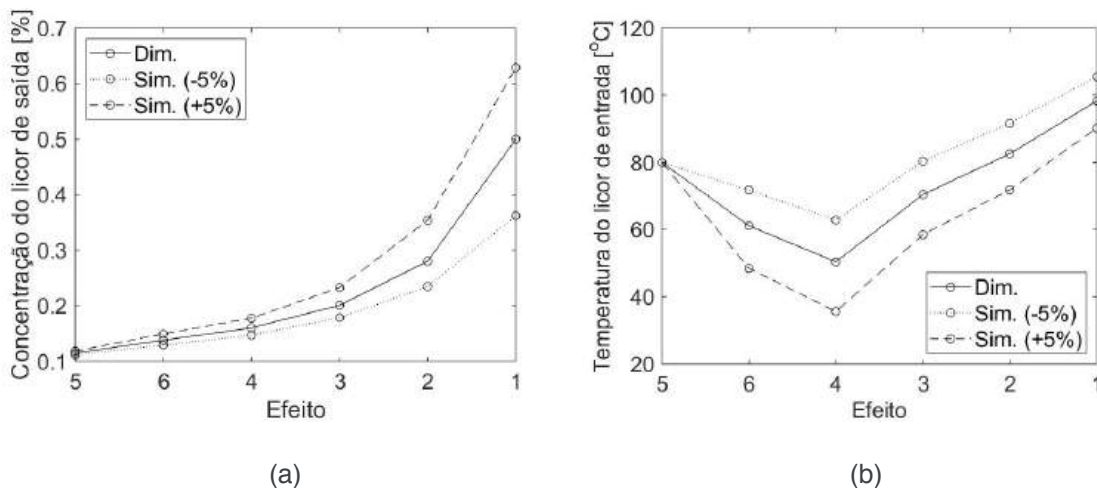 Concentração do licor de saída [%]
0.7
0.6
0.5
0.4
0.3
0.2
0.1
Dim.
Sim. (-5%)
Sim. (+5%)
5 6 4 3 2 1
Efeito
(a)
Temperatura do licor de entrada [°C]
120
100
80
60
40
20
Dim.
Sim. (-5%)
Sim. (+5%)
5 6 4 3 2 1
Efeito
(b)